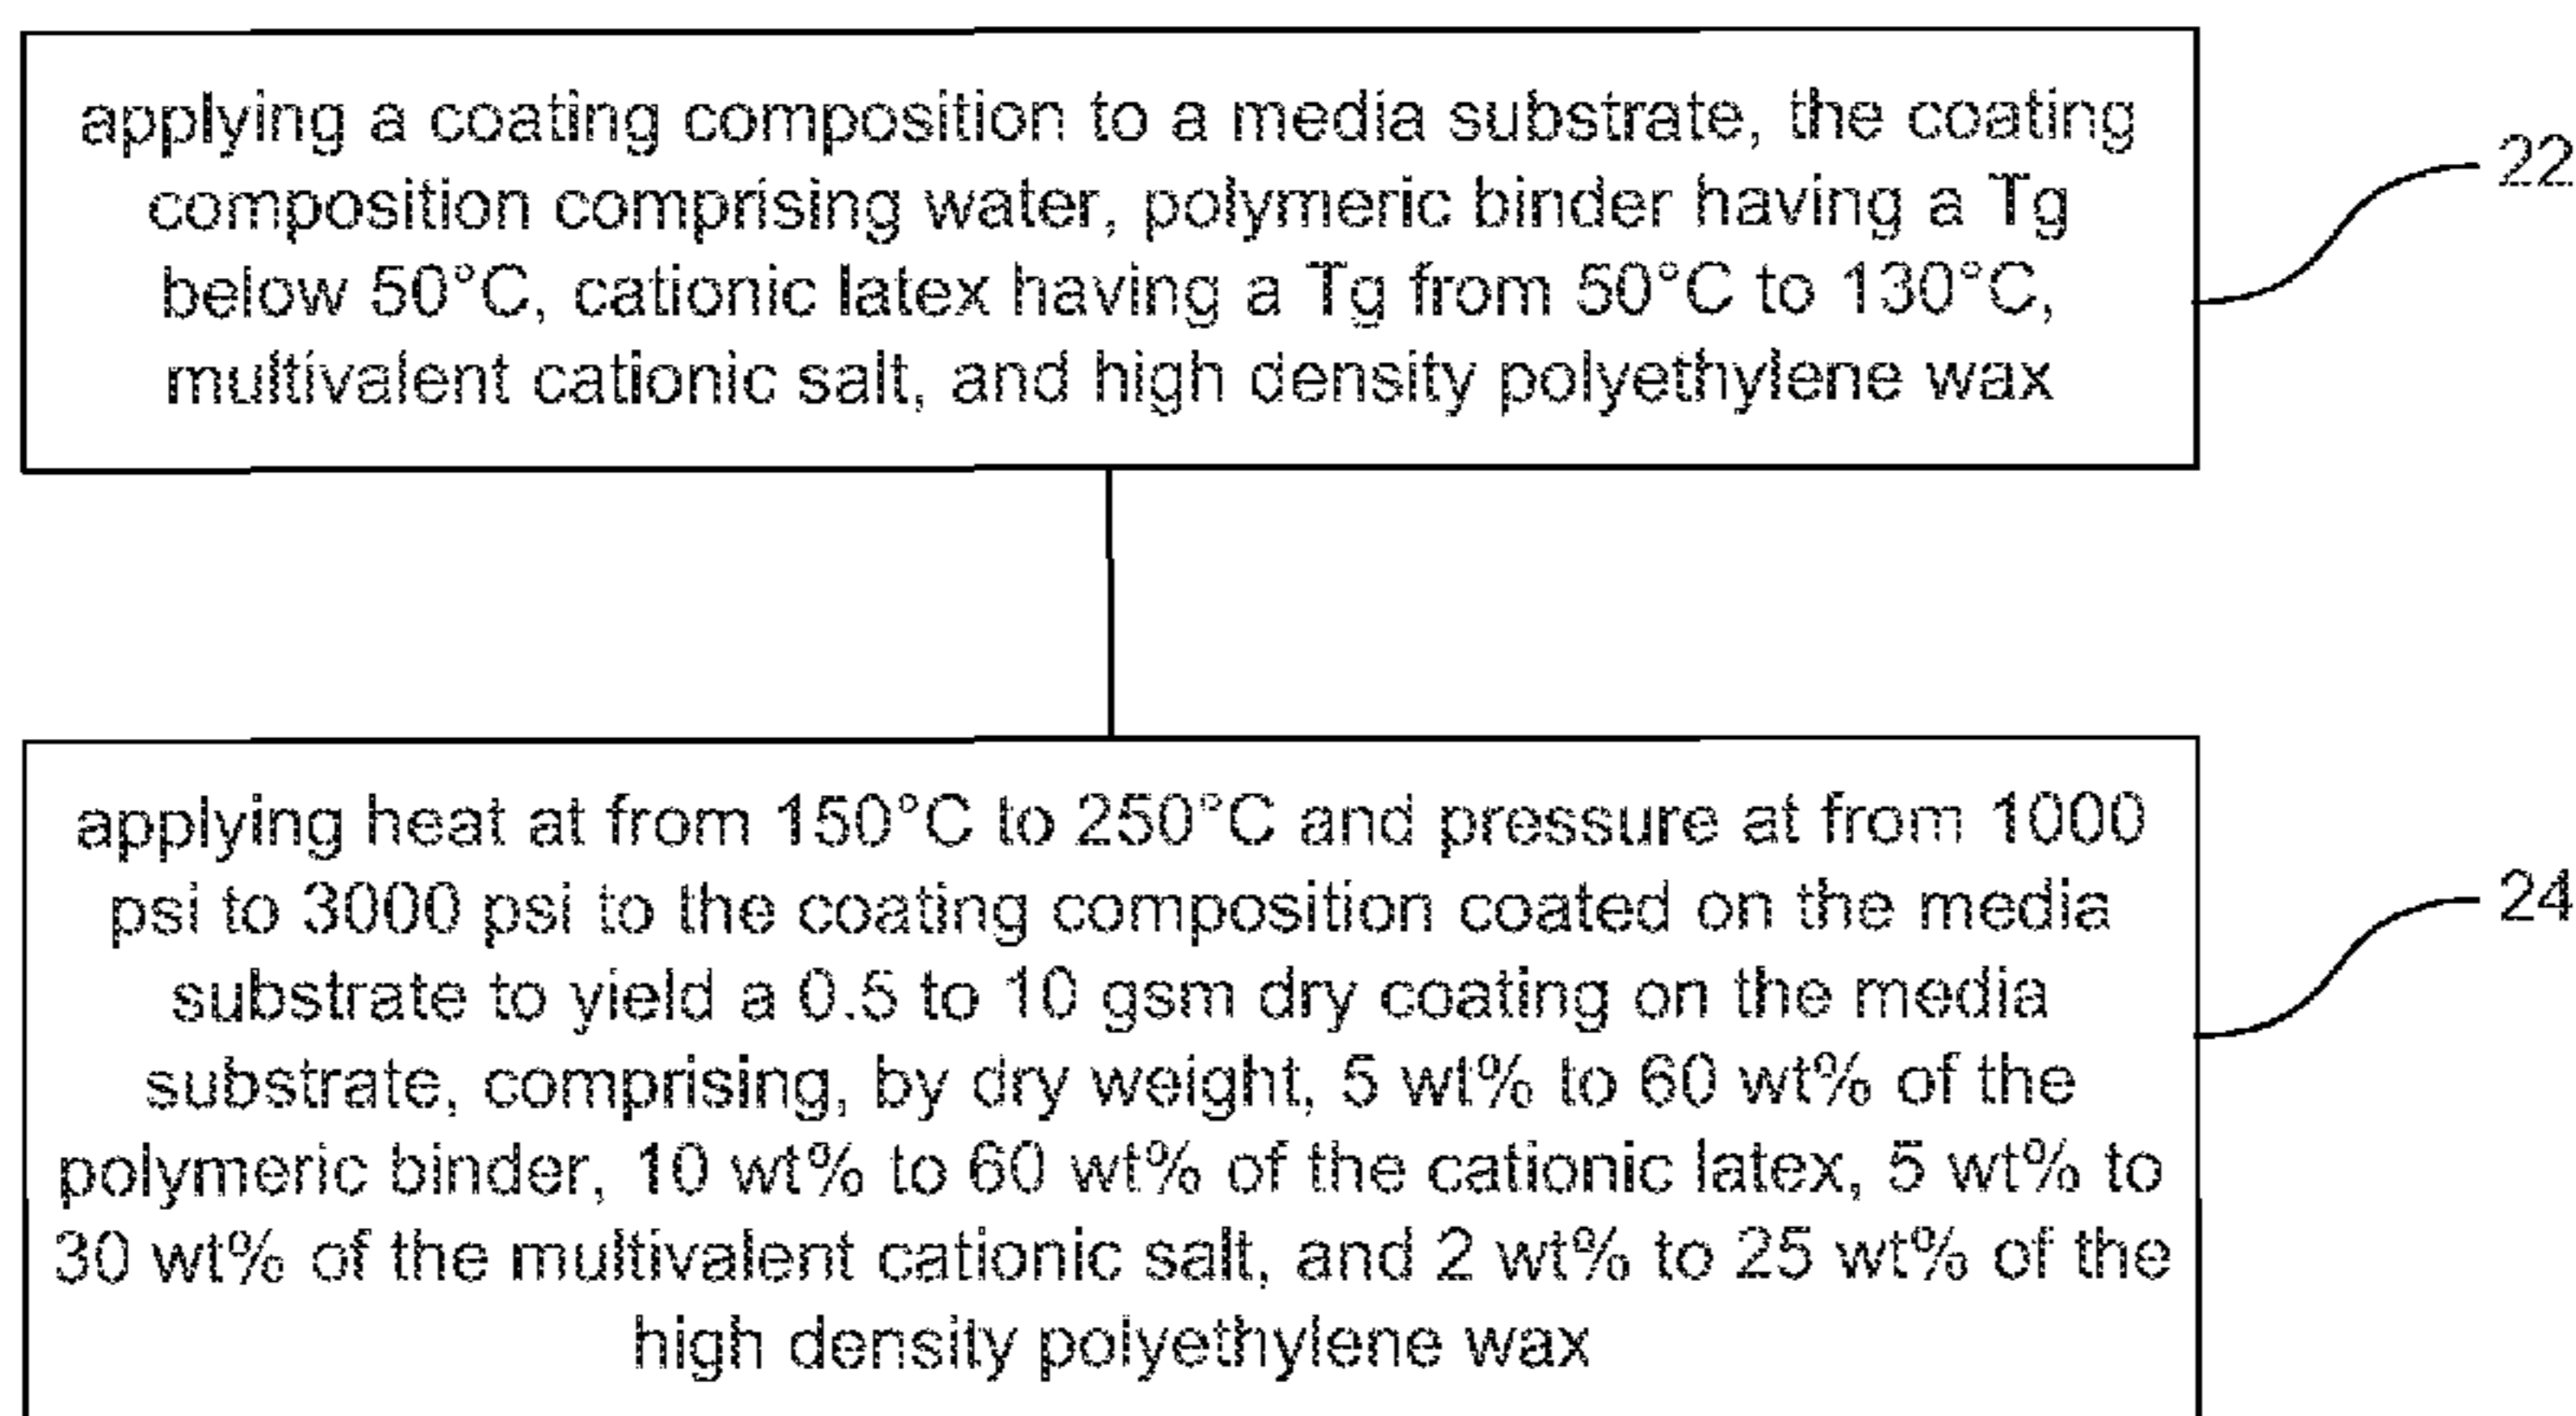 applying a coating composition to a media substrate, the coating
composition comprising water, polymeric binder having a Tg
below 50°C, cationic latex having a Tg from 50°C to 130°C,
multivalent cationic salt, and high density polyethylene wax
22
applying heat at from 150°C to 250°C and pressure at from 1000
psi to 3000 psi to the coating composition coated on the media
substrate to yield a 0.5 to 10 gsm dry coating on the media
substrate, comprising, by dry weight, 5 wt% to 60 wt% of the
polymeric binder, 10 wt% to 60 wt% of the cationic latex, 5 wt% to
30 wt% of the multivalent cationic salt, and 2 wt% to 25 wt% of the
high density polyethylene wax
24